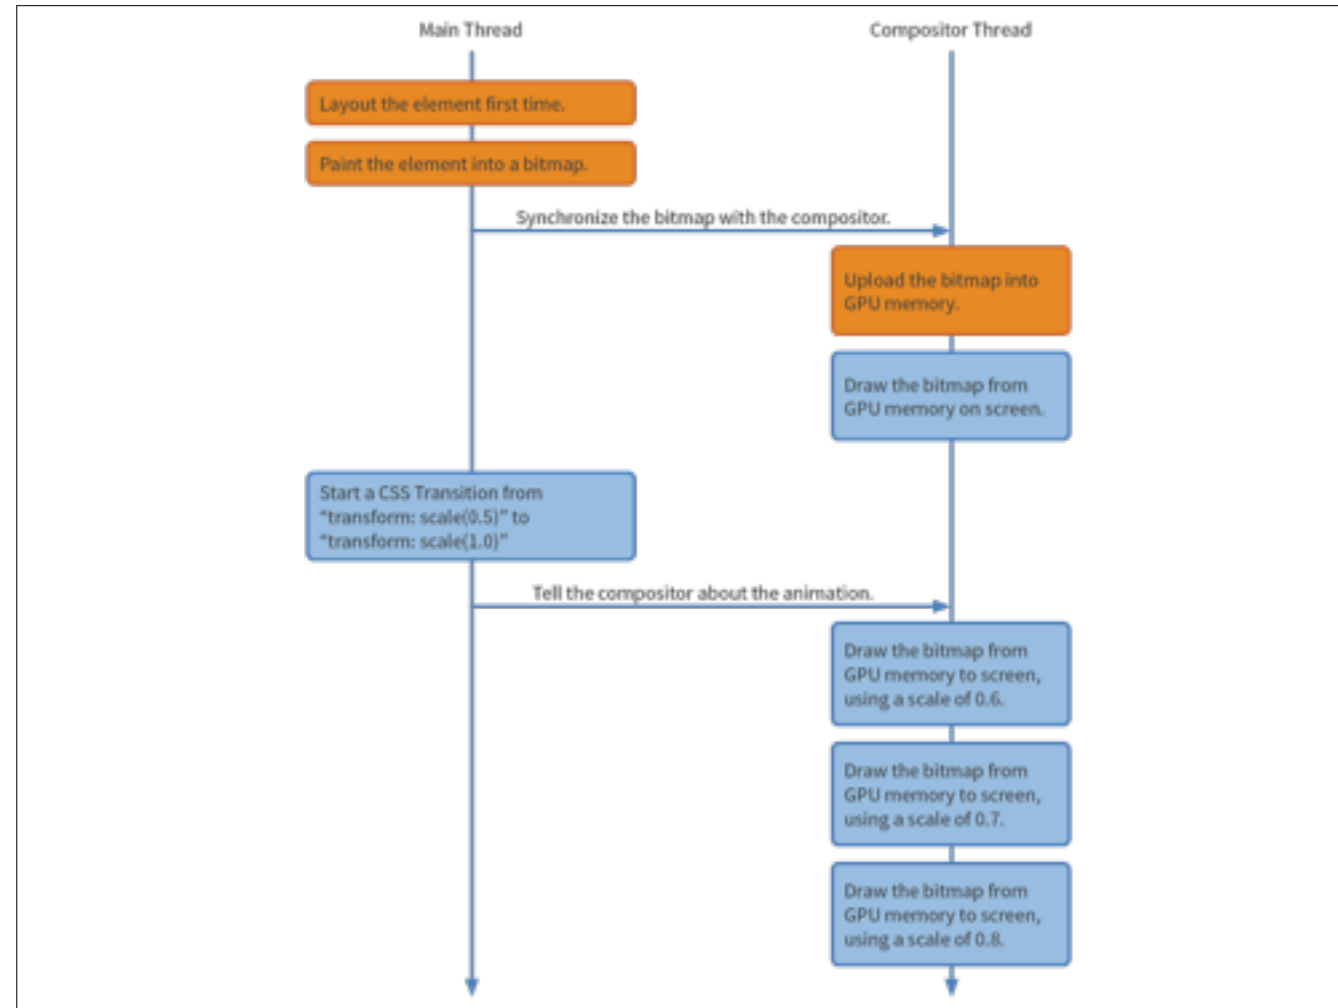 Main Thread
Compositor Thread
Layout the element first time.
Paint the element into a bitmap.
Synchronize the bitmap with the compositor.
Upload the bitmap into
GPU memory.
Draw the bitmap from
GPU memory on screen.
Start a CSS Transition from
“transform: scale(0.5)” to
“transform: scale(1.0)”
Tell the compositor about the animation.
Draw the bitmap from
GPU memory to screen,
using a scale of 0.6.
Draw the bitmap from
GPU memory to screen,
using a scale of 0.7.
Draw the bitmap from
GPU memory to screen,
using a scale of 0.8.